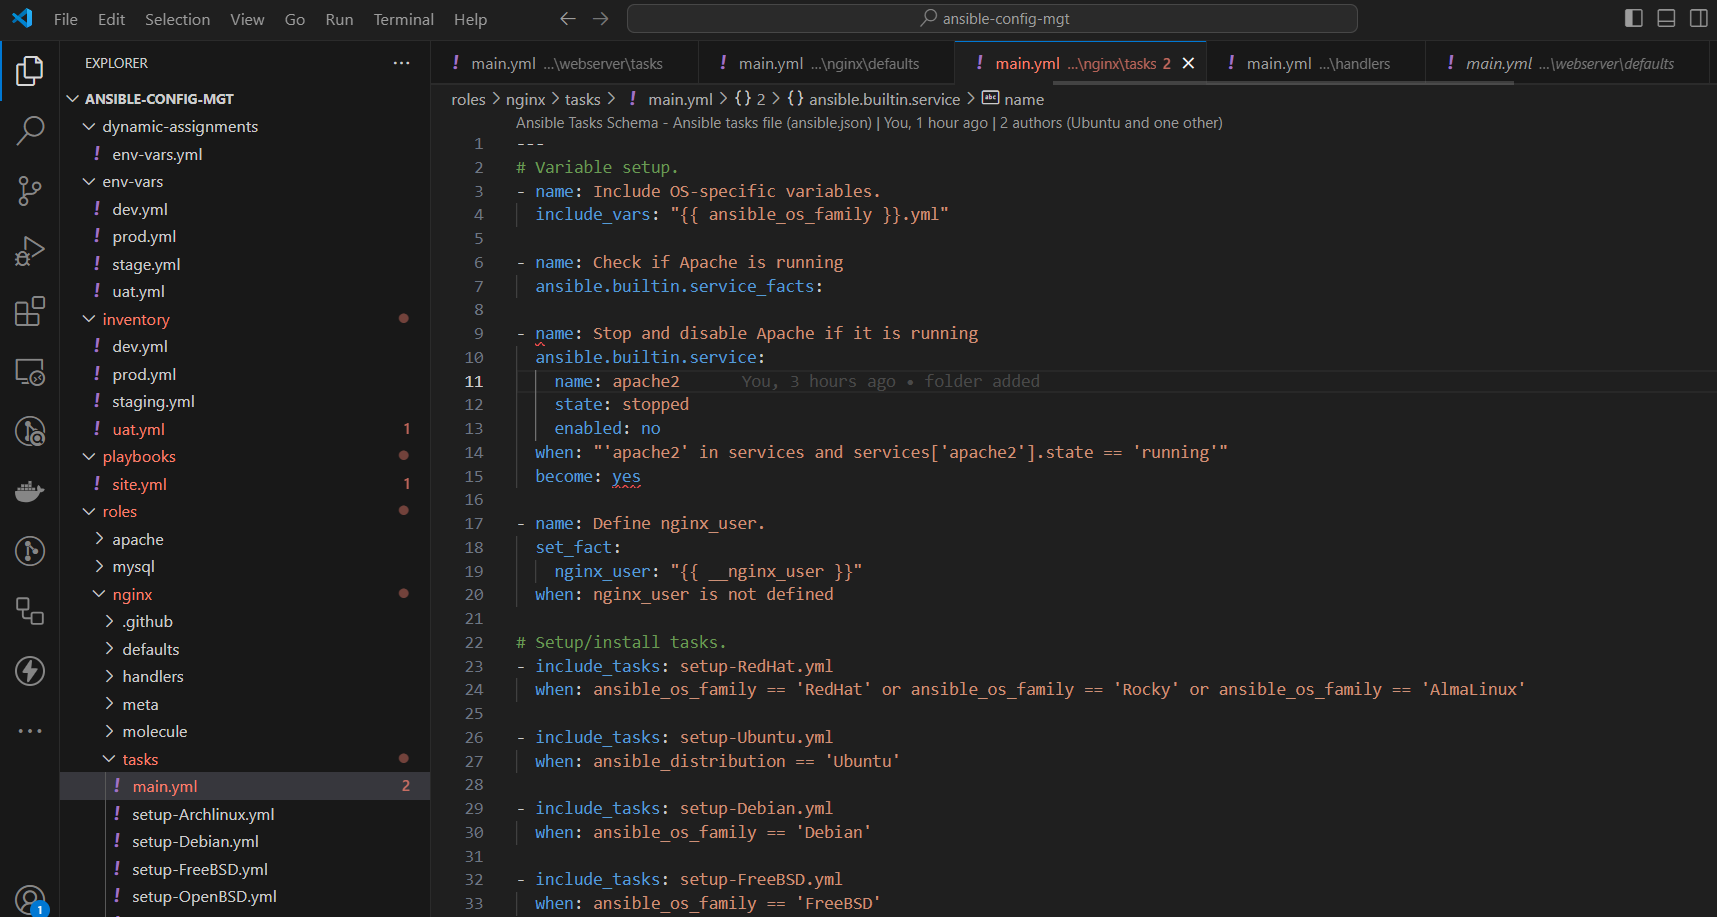 File Edit Selection View Go Run Terminal Help
ansible-config-mgt
EXPLORER
ANSIBLE-CONFIG-MGT
dynamic-assignments
! env-vars.yml
env-vars
! dev.yml
! prod.yml
! stage.yml
! uat.yml
inventory
! dev.yml
! prod.yml
! staging.yml
! uat.yml 1
playbooks
! site.yml 1
roles
apache
mysql
nginx
.github
defaults
handlers
meta
molecule
tasks
! main.yml 2
! setup-Archlinux.yml
! setup-Debian.yml
! setup-FreeBSD.yml
! setup-OpenBSD.yml
1
! main.yml ...\webserver\tasks
! main.yml ...\nginx\defaults
! main.yml ...\nginx\tasks 2
! main.yml ...\handlers
! main.yml ...\webserver\defaults
roles > nginx > tasks > ! main.yml > {} 2 > {} ansible.builtin.service > abc name
Ansible Tasks Schema - Ansible tasks file (ansible.json) | You, 1 hour ago | 2 authors (Ubuntu and one other)
1 ---
2 # Variable setup.
3 - name: Include OS-specific variables.
4 include_vars: "{{ ansible_os_family }}.yml"
5
6 - name: Check if Apache is running
7 ansible.builtin.service_facts:
8
9 - name: Stop and disable Apache if it is running
10 ansible.builtin.service:
11 name: apache2 You, 3 hours ago • folder added
12 state: stopped
13 enabled: no
14 when: "'apache2' in services and services['apache2'].state == 'running'"
15 become: yes
16
17 - name: Define nginx_user.
18 set_fact:
19 nginx_user: "{{ __nginx_user }}"
20 when: nginx_user is not defined
21
22 # Setup/install tasks.
23 - include_tasks: setup-RedHat.yml
24 when: ansible_os_family == 'RedHat' or ansible_os_family == 'Rocky' or ansible_os_family == 'AlmaLinux'
25
26 - include_tasks: setup-Ubuntu.yml
27 when: ansible_distribution == 'Ubuntu'
28
29 - include_tasks: setup-Debian.yml
30 when: ansible_os_family == 'Debian'
31
32 - include_tasks: setup-FreeBSD.yml
33 when: ansible_os_family == 'FreeBSD'